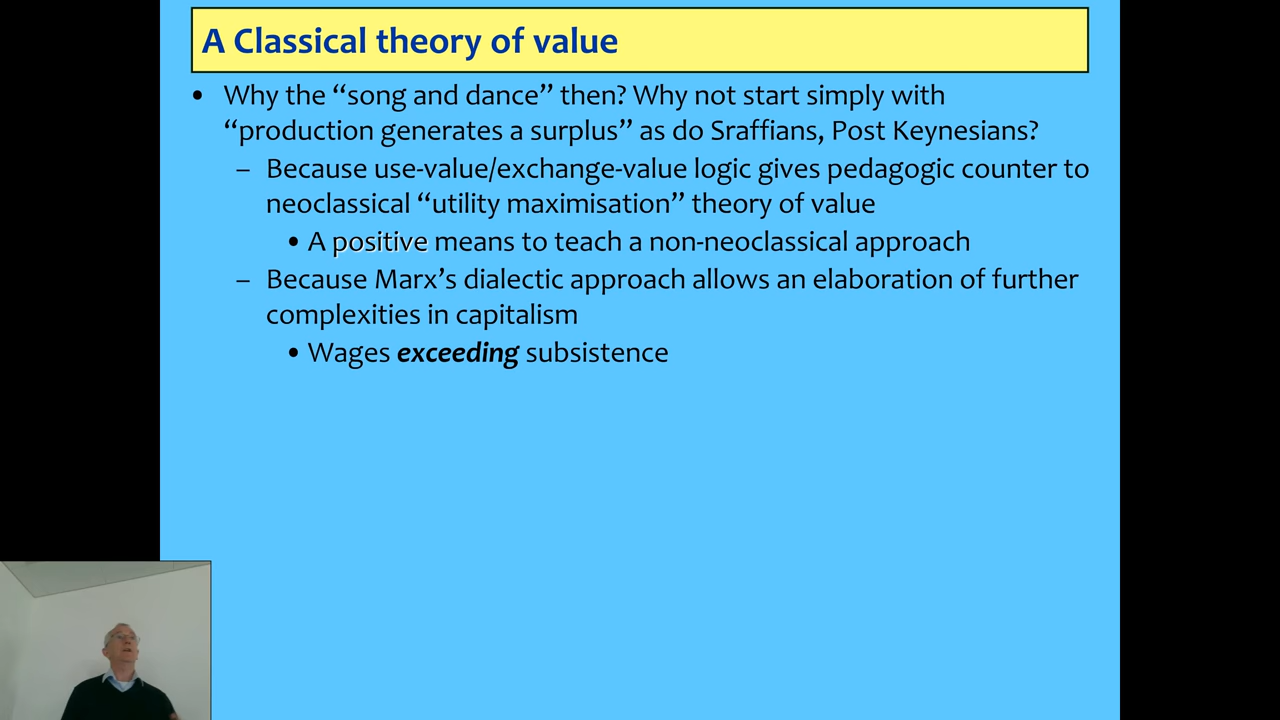 A Classical theory of value
• Why the “song and dance” then? Why not start simply with
“production generates a surplus” as do Sraffians, Post Keynesians?
– Because use-value/exchange-value logic gives pedagogic counter to
neoclassical “utility maximisation” theory of value
• A positive means to teach a non-neoclassical approach
– Because Marx’s dialectic approach allows an elaboration of further
complexities in capitalism
• Wages exceeding subsistence